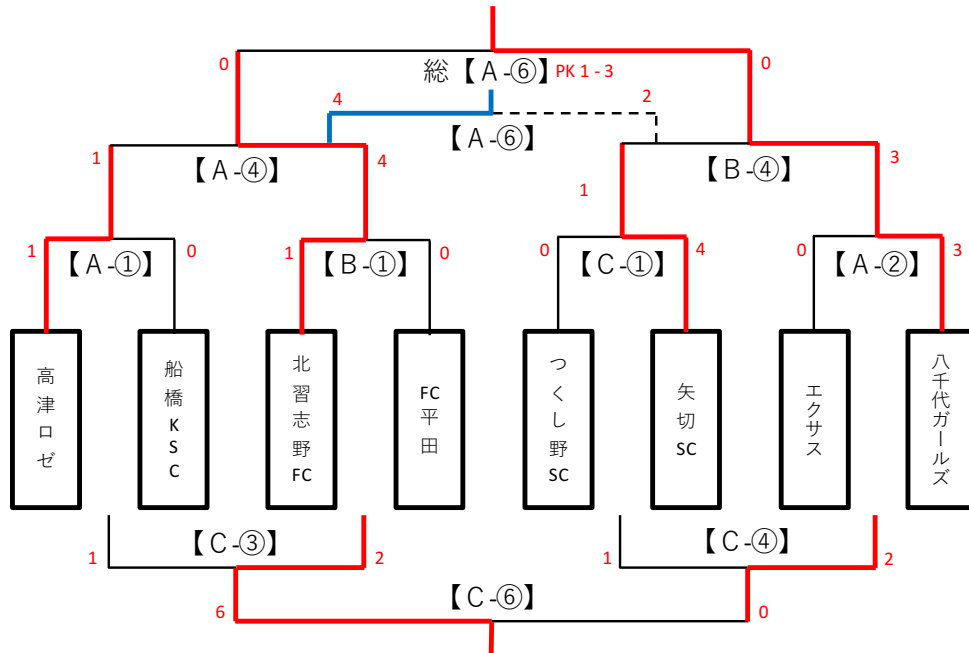 0
0
総【A-⑥】PK 1 - 3
4
2
【A-⑥】
1
【A-④】
4
1
【B-④】
3
1
【A-①】
0
1
【B-①】
0
0
【C-①】
4
0
【A-②】
3
高津ロゼ
船橋KSC
北習志野FC
FC平田
つくし野SC
矢切SC
エクサス
八千代ガールズ
1
【C-③】
2
1
【C-④】
2
6
【C-⑥】
0